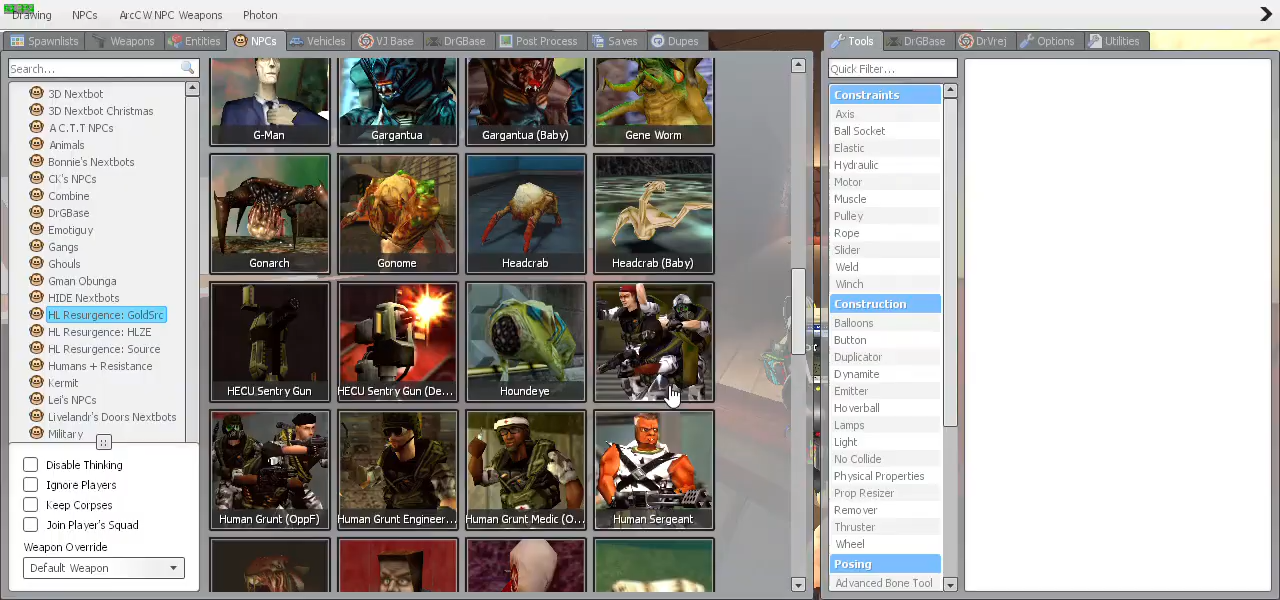 Drawing NPCs ArcCW NPC Weapons Photon
Spawnlists Weapons Entities NPCs Vehicles VJ Base DrGBase Post Process Saves Dupes
Tools DrGBase DrVrej Options Utilities
Search...
3D Nextbot
3D Nextbot Christmas
A.C.T.T NPCs
Animals
Bonnie's Nextbots
CK's NPCs
Combine
DrGBase
Emotiguy
Gangs
Ghouls
Gman Obunga
HIDE Nextbots
HL Resurgence: GoldSrc
HL Resurgence: HLZE
HL Resurgence: Source
Humans + Resistance
Kermit
Lei's NPCs
Livelandr's Doors Nextbots
Military
Disable Thinking
Ignore Players
Keep Corpses
Join Player's Squad
Weapon Override
Default Weapon
G-Man Gargantua Gargantua (Baby) Gene Worm
Gonarch Gonome Headcrab Headcrab (Baby)
HECU Sentry Gun HECU Sentry Gun (De... Houndeye
Human Grunt (OppF) Human Grunt Engineer... Human Grunt Medic (O... Human Sergeant
Quick Filter...
Constraints
Axis
Ball Socket
Elastic
Hydraulic
Motor
Muscle
Pulley
Rope
Slider
Weld
Winch
Construction
Balloons
Button
Duplicator
Dynamite
Emitter
Hoverball
Lamps
Light
No Collide
Physical Properties
Prop Resizer
Remover
Thruster
Wheel
Posing
Advanced Bone Tool